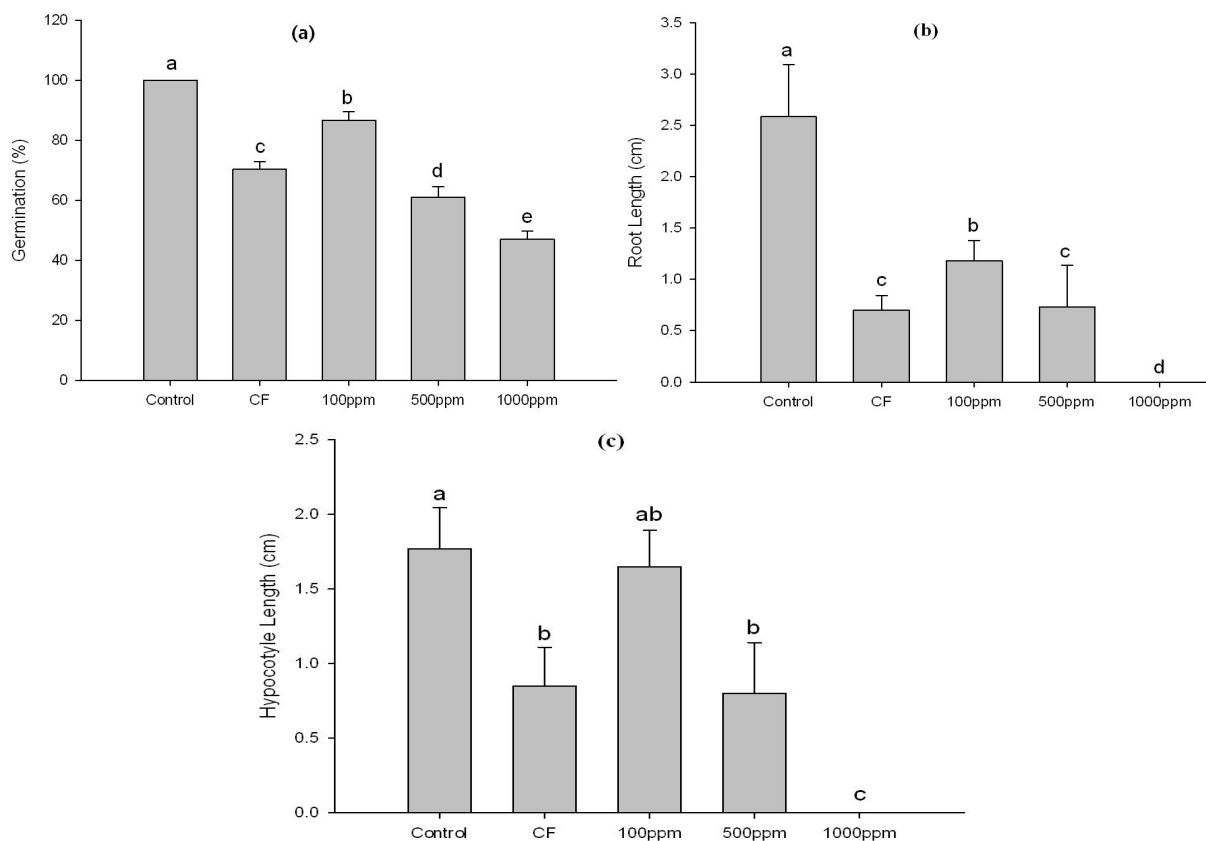 (a)
Germination (%)
120
100
80
60
40
20
0
a
c
b
d
e
Control CF 100ppm 500ppm 1000ppm
(b)
Root Length (cm)
3.5
3.0
2.5
2.0
1.5
1.0
0.5
0.0
a
c
b
c
d
Control CF 100ppm 500ppm 1000ppm
(c)
Hypocotyle Length (cm)
2.5
2.0
1.5
1.0
0.5
0.0
a
b
ab
b
c
Control CF 100ppm 500ppm 1000ppm